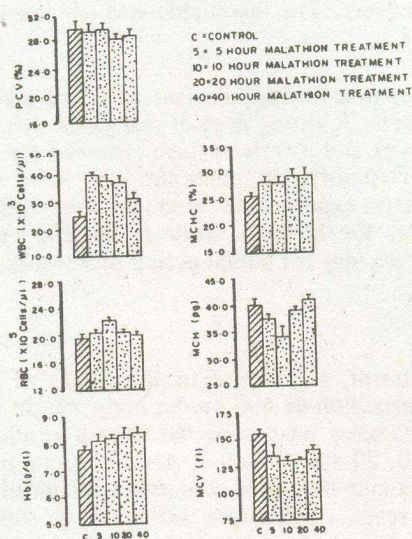 C = CONTROL
5 = 5 HOUR MALATHION TREATMENT
10 = 10 HOUR MALATHION TREATMENT
20 = 20 HOUR MALATHION TREATMENT
40 = 40 HOUR MALATHION TREATMENT
PCV (%)
32·0
28·0
24·0
20·0
16·0
WBC (X10³ Cells/µl)
50·0
40·0
30·0
20·0
10·0
MCHC (%)
35·0
30·0
25·0
20·0
15·0
RBC (X10⁵ Cells/µl)
28·0
24·0
20·0
16·0
12·0
MCH (pg)
45·0
40·0
35·0
30·0
25·0
Hb (g/dl)
9·0
8·0
7·0
6·0
5·0
C 5 10 20 40
MCV (fl)
175
150
125
100
75
C 5 10 20 40